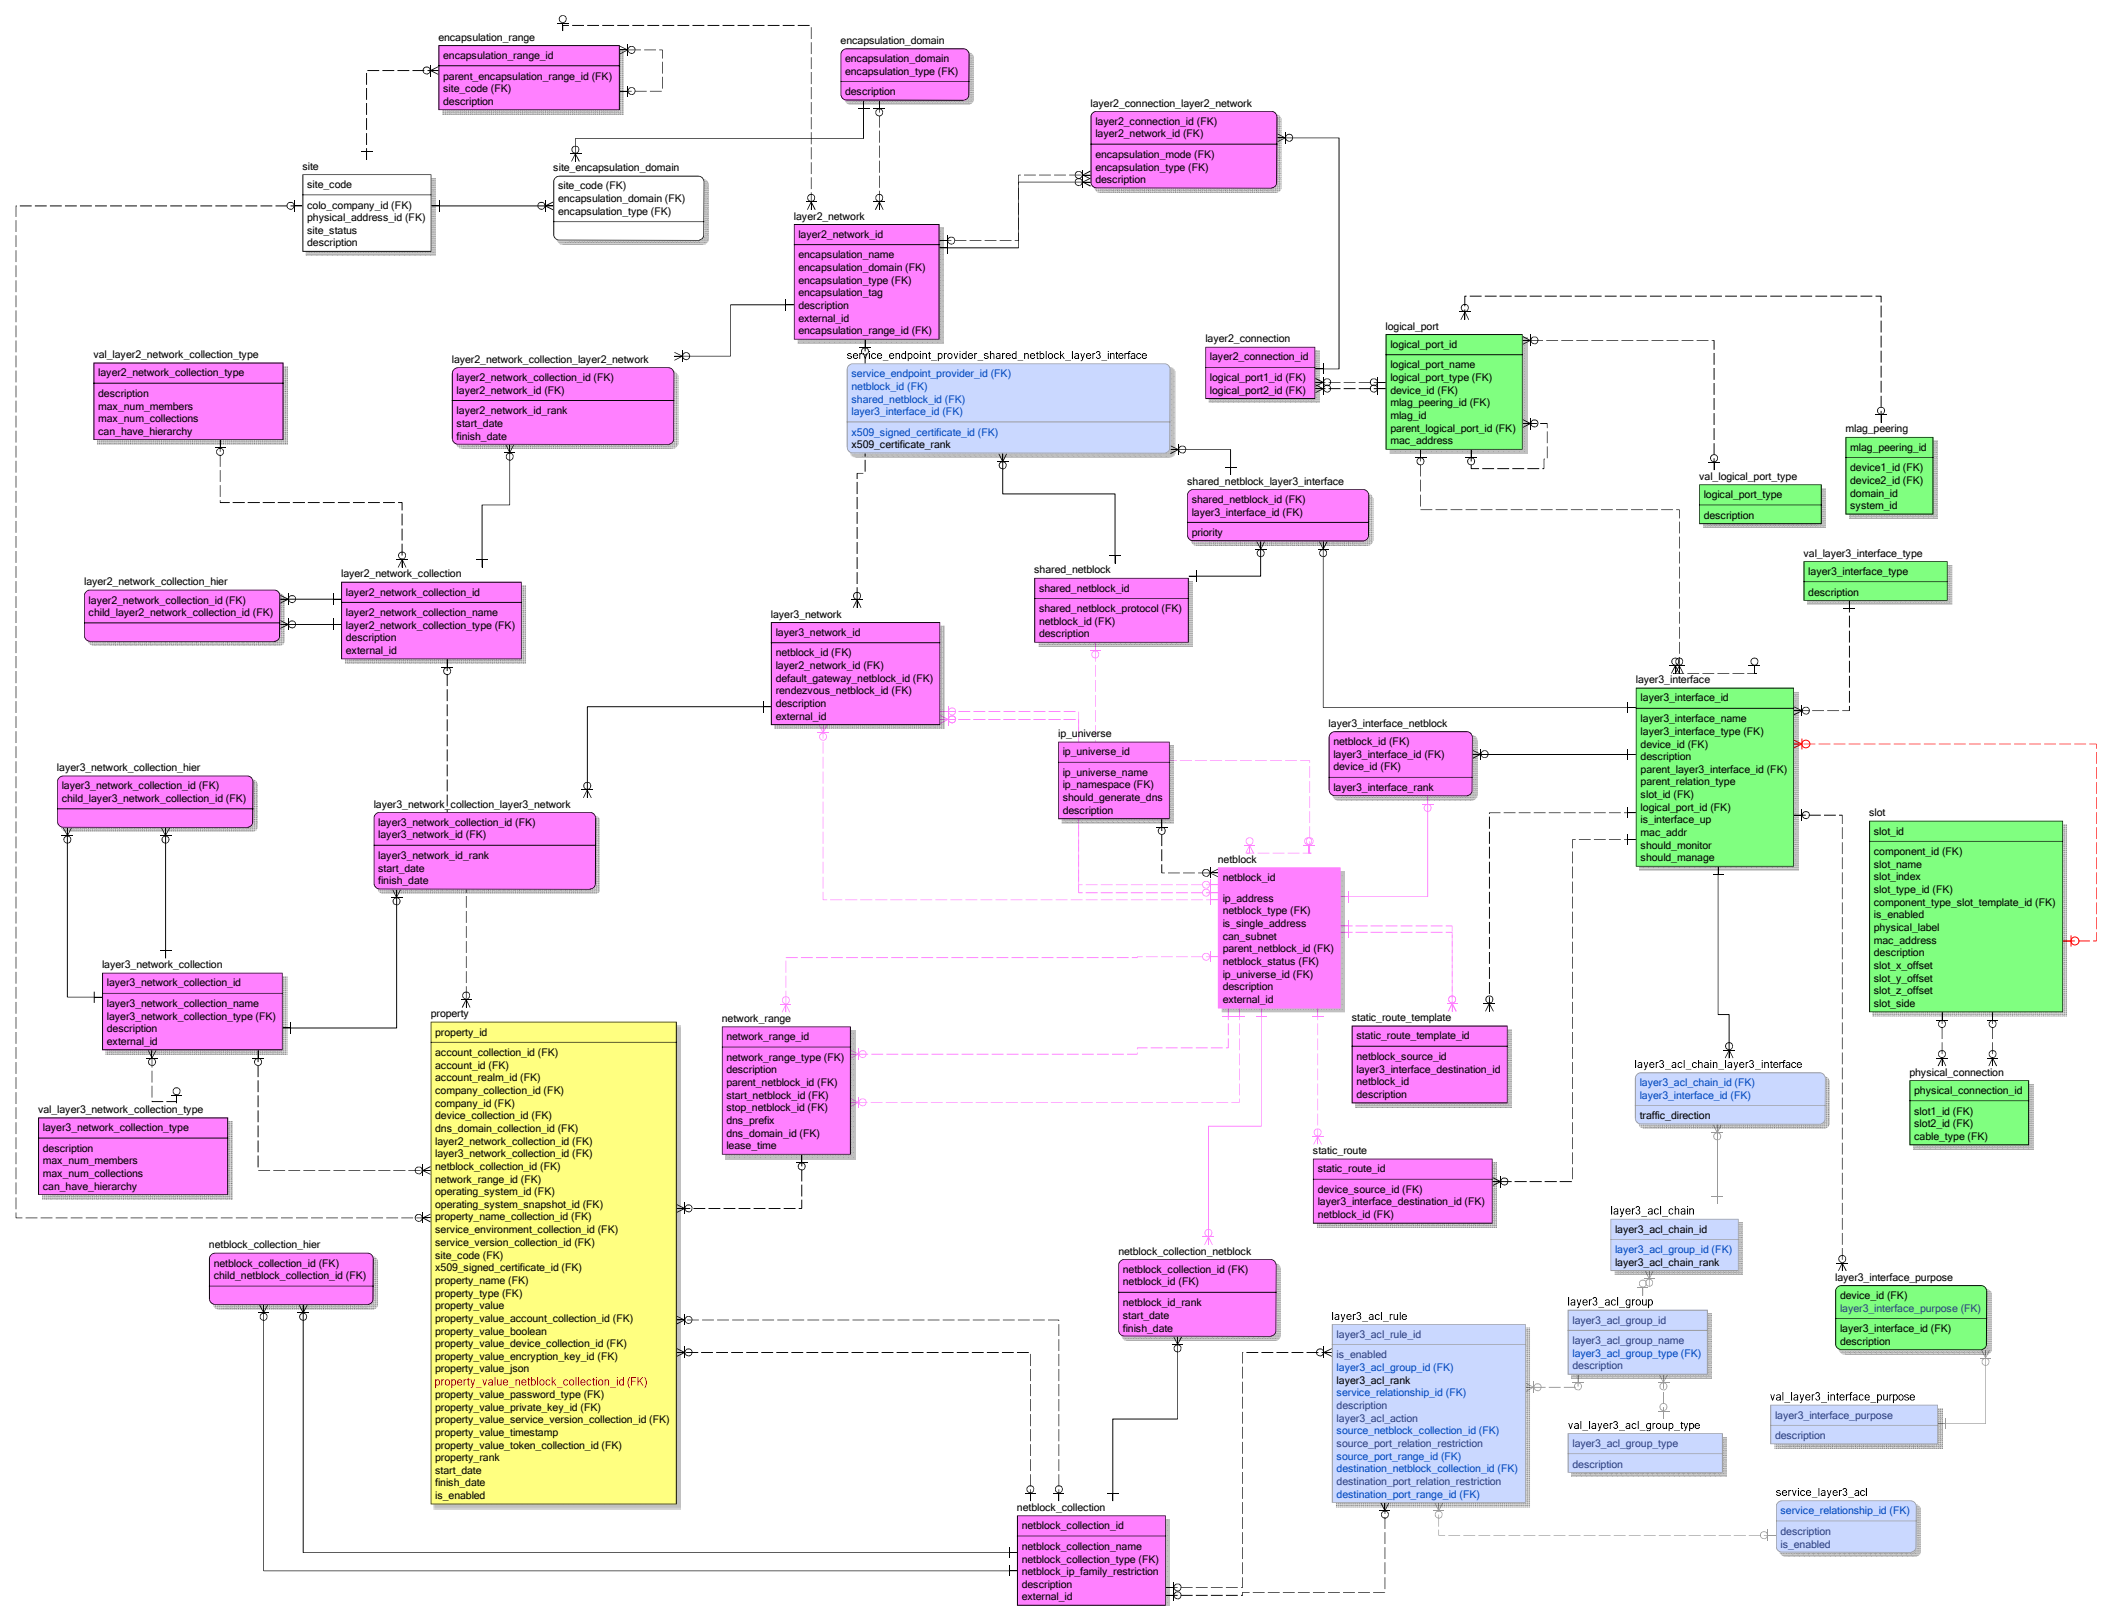 encapsulation_range
encapsulation_range_id
parent_encapsulation_range_id (FK)
site_code (FK)
description
encapsulation_domain
encapsulation_domain
encapsulation_type (FK)
description
layer2_connection_layer2_network
layer2_connection_id (FK)
layer2_network_id (FK)
encapsulation_mode (FK)
encapsulation_type (FK)
description
site
site_code
colo_company_id (FK)
physical_address_id (FK)
site_status
description
site_encapsulation_domain
site_code (FK)
encapsulation_domain (FK)
encapsulation_type (FK)
layer2_network
layer2_network_id
encapsulation_name
encapsulation_domain (FK)
encapsulation_type (FK)
encapsulation_tag
description
external_id
encapsulation_range_id (FK)
val_layer2_network_collection_type
layer2_network_collection_type
description
max_num_members
max_num_collections
can_have_hierarchy
layer2_network_collection_layer2_network
layer2_network_collection_id (FK)
layer2_network_id (FK)
layer2_network_id_rank
start_date
finish_date
service_endpoint_provider_shared_netblock_layer3_interface
service_endpoint_provider_id (FK)
netblock_id (FK)
shared_netblock_id (FK)
layer3_interface_id (FK)
x509_signed_certificate_id (FK)
x509_certificate_rank
layer2_connection
layer2_connection_id
logical_port1_id (FK)
logical_port2_id (FK)
logical_port
logical_port_id
logical_port_name
logical_port_type (FK)
device_id (FK)
mlag_peering_id (FK)
mlag_id
parent_logical_port_id (FK)
mac_address
mlag_peering
mlag_peering_id
device1_id (FK)
device2_id (FK)
domain_id
system_id
val_logical_port_type
logical_port_type
description
shared_netblock_layer3_interface
shared_netblock_id (FK)
layer3_interface_id (FK)
priority
val_layer3_interface_type
layer3_interface_type
description
layer2_network_collection_hier
layer2_network_collection_id (FK)
child_layer2_network_collection_id (FK)
layer2_network_collection
layer2_network_collection_id
layer2_network_collection_name
layer2_network_collection_type (FK)
description
external_id
shared_netblock
shared_netblock_id
shared_netblock_protocol (FK)
netblock_id (FK)
description
layer3_network
layer3_network_id
netblock_id (FK)
layer2_network_id (FK)
default_gateway_netblock_id (FK)
rendezvous_netblock_id (FK)
description
external_id
layer3_interface
layer3_interface_id
layer3_interface_name
layer3_interface_type (FK)
device_id (FK)
description
parent_layer3_interface_id (FK)
parent_relation_type
slot_id (FK)
logical_port_id (FK)
is_interface_up
mac_addr
should_monitor
should_manage
layer3_interface_netblock
netblock_id (FK)
layer3_interface_id (FK)
device_id (FK)
layer3_interface_rank
ip_universe
ip_universe_id
ip_universe_name
ip_namespace (FK)
should_generate_dns
description
layer3_network_collection_hier
layer3_network_collection_id (FK)
child_layer3_network_collection_id (FK)
layer3_network_collection_layer3_network
layer3_network_collection_id (FK)
layer3_network_id (FK)
layer3_network_id_rank
start_date
finish_date
slot
slot_id
component_id (FK)
slot_name
slot_index
slot_type_id (FK)
component_type_slot_template_id (FK)
is_enabled
physical_label
mac_address
description
slot_x_offset
slot_y_offset
slot_z_offset
slot_side
netblock
netblock_id
ip_address
netblock_type (FK)
is_single_address
can_subnet
parent_netblock_id (FK)
netblock_status (FK)
ip_universe_id (FK)
description
external_id
layer3_network_collection
layer3_network_collection_id
layer3_network_collection_name
layer3_network_collection_type (FK)
description
external_id
property
property_id
account_collection_id (FK)
account_id (FK)
account_realm_id (FK)
company_collection_id (FK)
company_id (FK)
device_collection_id (FK)
dns_domain_collection_id (FK)
layer2_network_collection_id (FK)
layer3_network_collection_id (FK)
netblock_collection_id (FK)
network_range_id (FK)
operating_system_id (FK)
operating_system_snapshot_id (FK)
property_name_collection_id (FK)
service_environment_collection_id (FK)
service_version_collection_id (FK)
site_code (FK)
x509_signed_certificate_id (FK)
property_name (FK)
property_type (FK)
property_value
property_value_account_collection_id (FK)
property_value_boolean
property_value_device_collection_id (FK)
property_value_encryption_key_id (FK)
property_value_json
property_value_netblock_collection_id (FK)
property_value_password_type (FK)
property_value_private_key_id (FK)
property_value_service_version_collection_id (FK)
property_value_timestamp
property_value_token_collection_id (FK)
property_rank
start_date
finish_date
is_enabled
network_range
network_range_id
network_range_type (FK)
description
parent_netblock_id (FK)
start_netblock_id (FK)
stop_netblock_id (FK)
dns_prefix
dns_domain_id (FK)
lease_time
static_route_template
static_route_template_id
netblock_source_id
layer3_interface_destination_id
netblock_id
description
layer3_acl_chain_layer3_interface
layer3_acl_chain_id (FK)
layer3_interface_id (FK)
traffic_direction
physical_connection
physical_connection_id
slot1_id (FK)
slot2_id (FK)
cable_type (FK)
val_layer3_network_collection_type
layer3_network_collection_type
description
max_num_members
max_num_collections
can_have_hierarchy
static_route
static_route_id
device_source_id (FK)
layer3_interface_destination_id (FK)
netblock_id (FK)
layer3_acl_chain
layer3_acl_chain_id
layer3_acl_group_id (FK)
layer3_acl_chain_rank
netblock_collection_hier
netblock_collection_id (FK)
child_netblock_collection_id (FK)
netblock_collection_netblock
netblock_collection_id (FK)
netblock_id (FK)
netblock_id_rank
start_date
finish_date
layer3_interface_purpose
device_id (FK)
layer3_interface_purpose (FK)
layer3_interface_id (FK)
description
layer3_acl_group
layer3_acl_group_id
layer3_acl_group_name
layer3_acl_group_type (FK)
description
layer3_acl_rule
layer3_acl_rule_id
is_enabled
layer3_acl_group_id (FK)
layer3_acl_rank
service_relationship_id (FK)
description
layer3_acl_action
source_netblock_collection_id (FK)
source_port_relation_restriction
source_port_range_id (FK)
destination_netblock_collection_id (FK)
destination_port_relation_restriction
destination_port_range_id (FK)
val_layer3_interface_purpose
layer3_interface_purpose
description
val_layer3_acl_group_type
layer3_acl_group_type
description
service_layer3_acl
service_relationship_id (FK)
description
is_enabled
netblock_collection
netblock_collection_id
netblock_collection_name
netblock_collection_type (FK)
netblock_ip_family_restriction
description
external_id